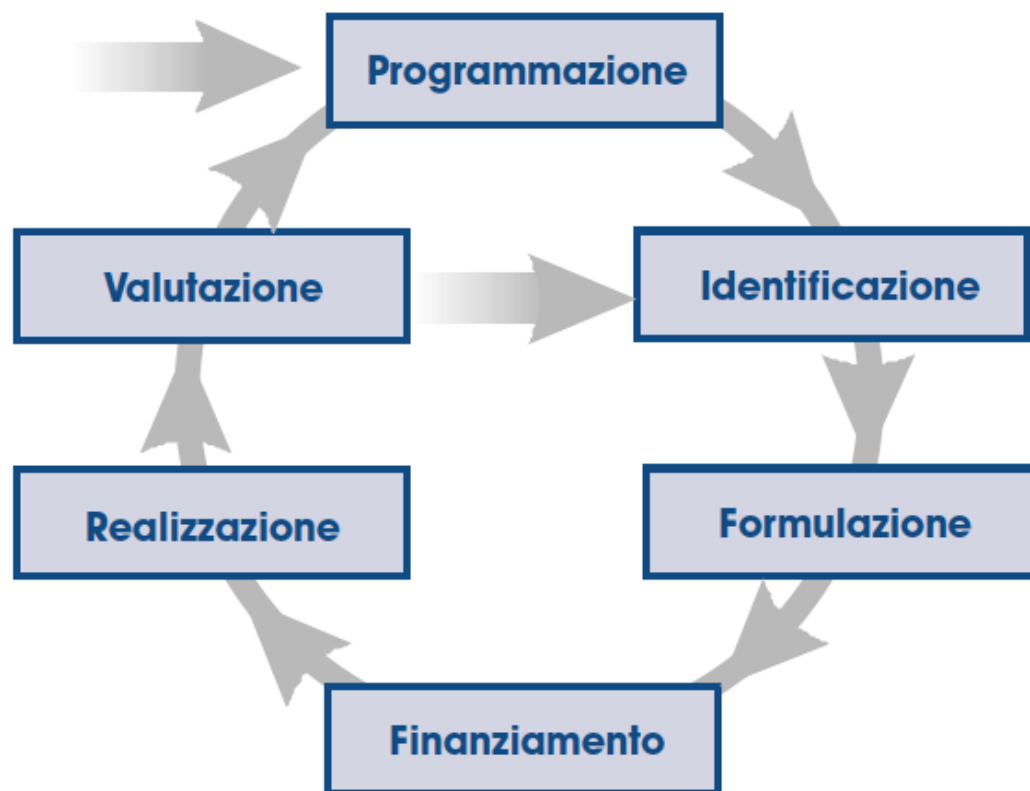 Programmazione
Valutazione
Identificazione
Realizzazione
Formulazione
Finanziamento